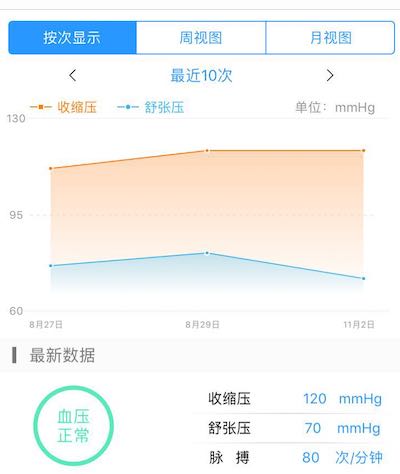 按次显示 周视图 月视图
最近10次
收缩压 舒张压 单位：mmHg
130
95
60
8月27日 8月29日 11月2日
最新数据
血压
正常
收缩压 120 mmHg
舒张压 70 mmHg
脉 搏 80 次/分钟